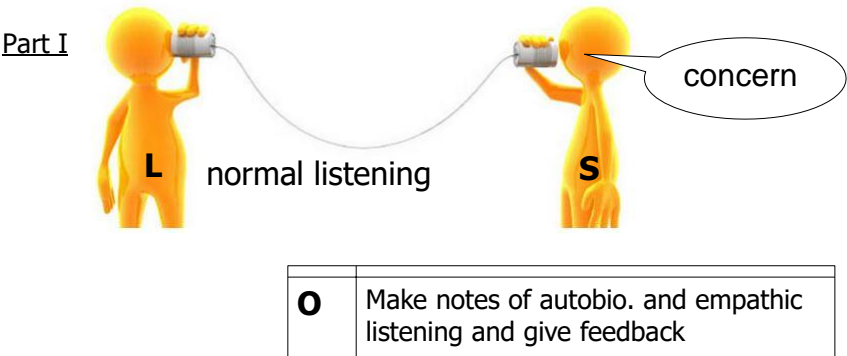 Part I
concern
L
normal listening
S
O
Make notes of autobio. and empathic
listening and give feedback